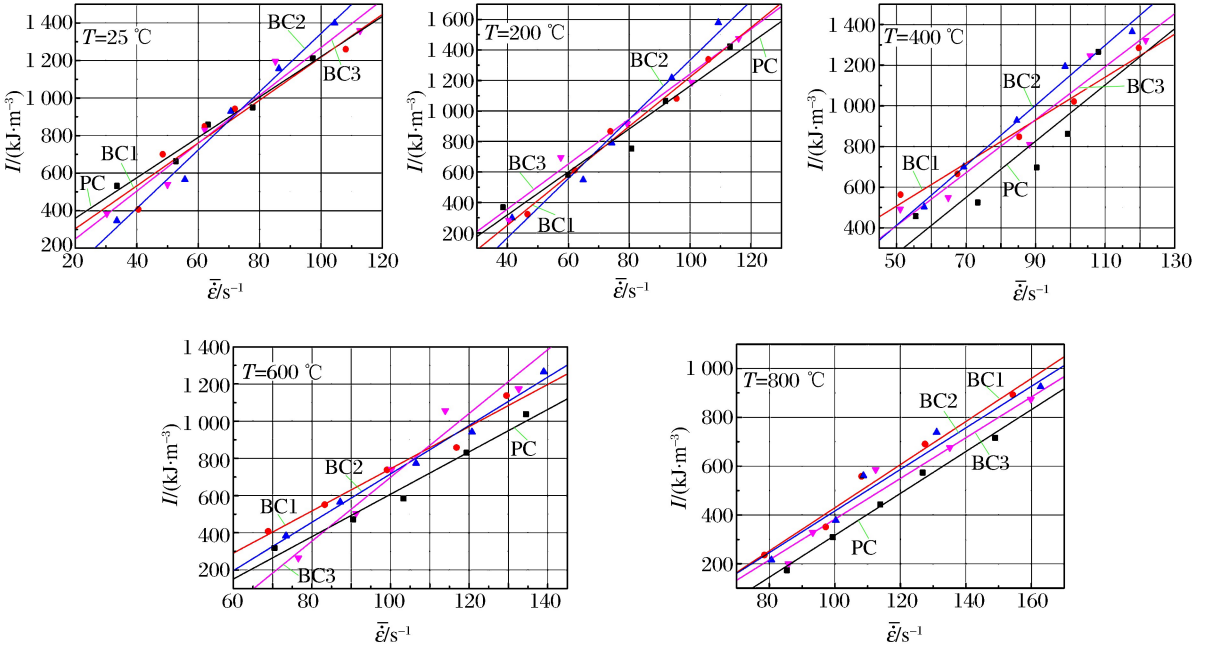 T=25 ℃
BC2
BC3
BC1
PC
I/(kJ·m⁻³)
1 400
1 200
1 000
800
600
400
200
20 40 60 80 100 120
ε̄̇/s⁻¹
T=200 ℃
BC2
PC
BC3
BC1
I/(kJ·m⁻³)
1 600
1 400
1 200
1 000
800
600
400
200
40 60 80 100 120
ε̄̇/s⁻¹
T=400 ℃
BC2
BC3
BC1
PC
I/(kJ·m⁻³)
1 400
1 200
1 000
800
600
400
50 70 90 110 130
ε̄̇/s⁻¹
T=600 ℃
PC
BC2
BC1
BC3
I/(kJ·m⁻³)
1 400
1 200
1 000
800
600
400
200
60 80 100 120 140
ε̄̇/s⁻¹
T=800 ℃
BC1
BC2
BC3
PC
I/(kJ·m⁻³)
1 000
800
600
400
200
80 100 120 140 160
ε̄̇/s⁻¹